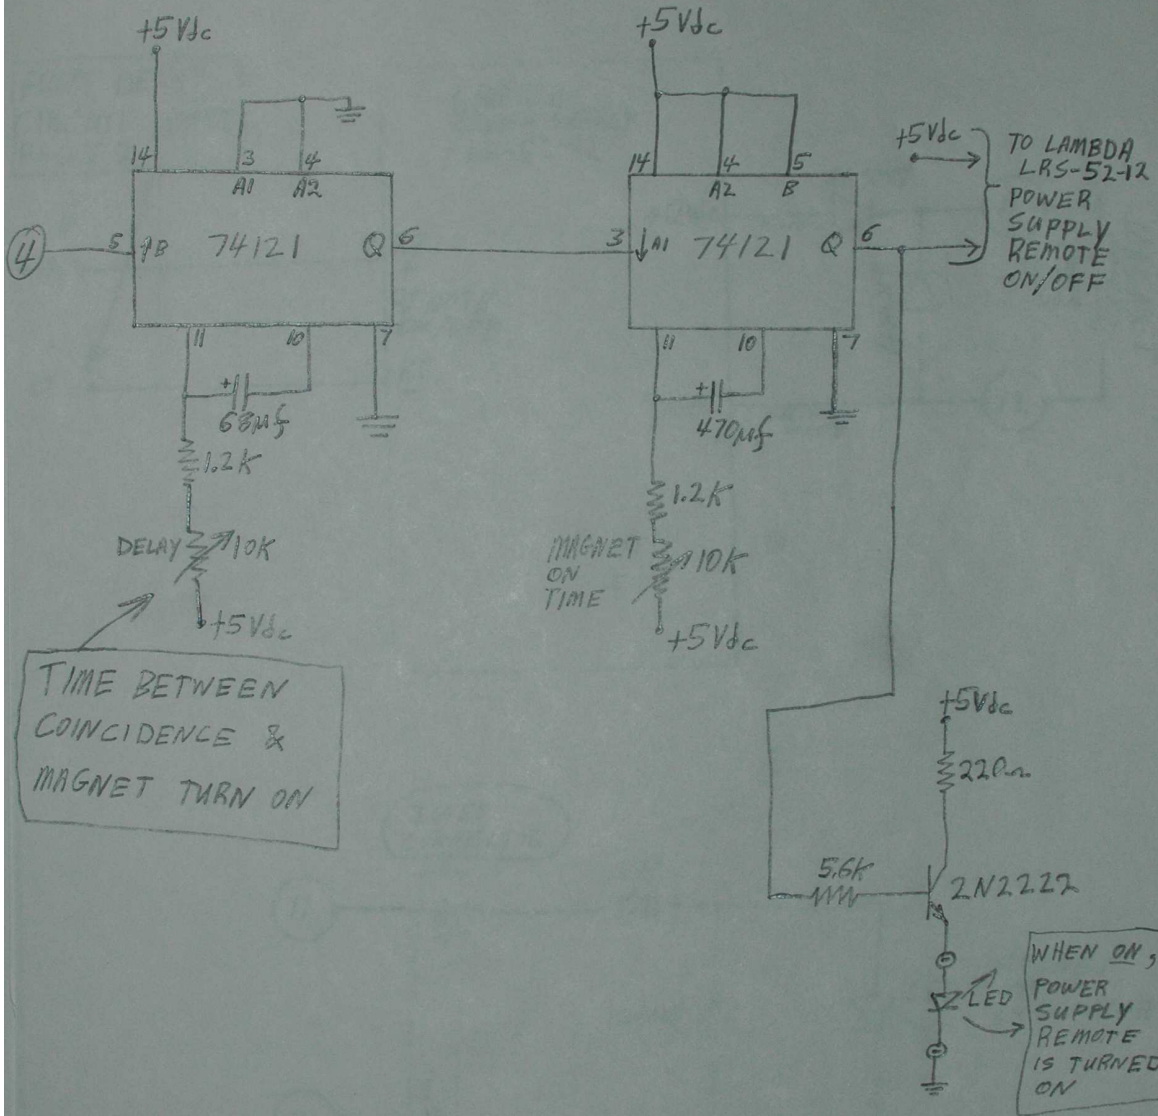 +5Vdc
+5Vdc
14
3
4
A1
A2
5
↑B
74121
Q
6
4
11
10
7
+
68μf
1.2K
DELAY
10K
+5Vdc
TIME BETWEEN
COINCIDENCE &
MAGNET TURN ON
14
4
5
A2
B
3
↓A1
74121
Q
6
11
10
7
+
470μf
1.2K
MAGNET
ON
TIME
10K
+5Vdc
+5Vdc
TO LAMBDA
LRS-52-12
POWER
SUPPLY
REMOTE
ON/OFF
+5Vdc
220Ω
5.6K
2N2222
LED
WHEN ON,
POWER
SUPPLY
REMOTE
IS TURNED
ON